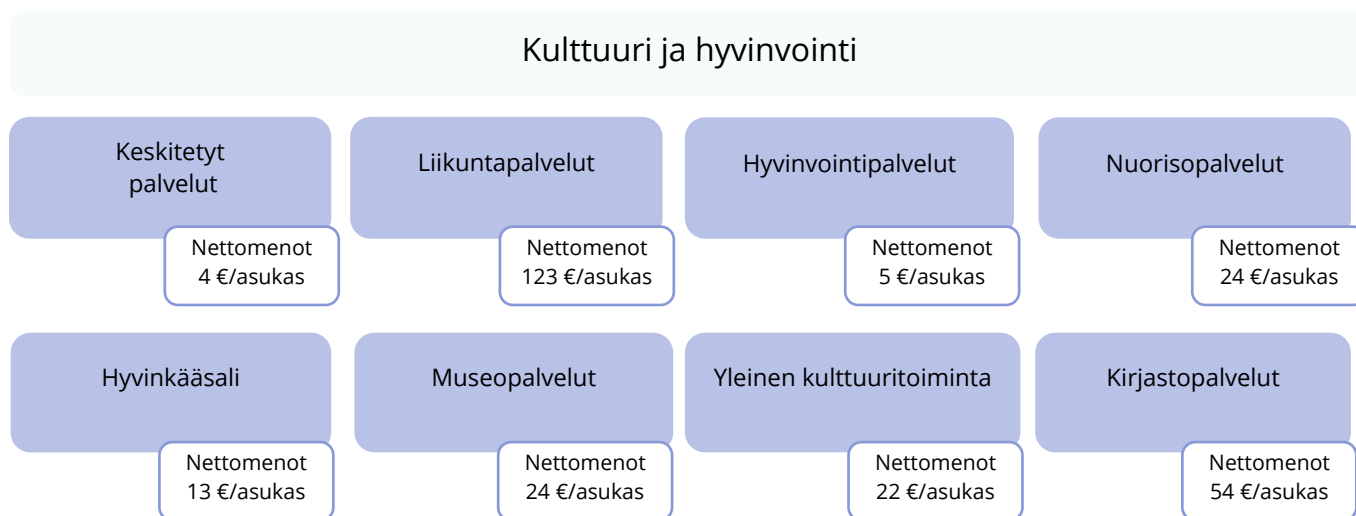 Kulttuuri ja hyvinvointi
Keskitetyt
palvelut
Nettomenot
4 €/asukas
Liikuntapalvelut
Nettomenot
123 €/asukas
Hyvinvointipalvelut
Nettomenot
5 €/asukas
Nuorisopalvelut
Nettomenot
24 €/asukas
Hyvinkääsali
Nettomenot
13 €/asukas
Museopalvelut
Nettomenot
24 €/asukas
Yleinen kulttuuritoiminta
Nettomenot
22 €/asukas
Kirjastopalvelut
Nettomenot
54 €/asukas